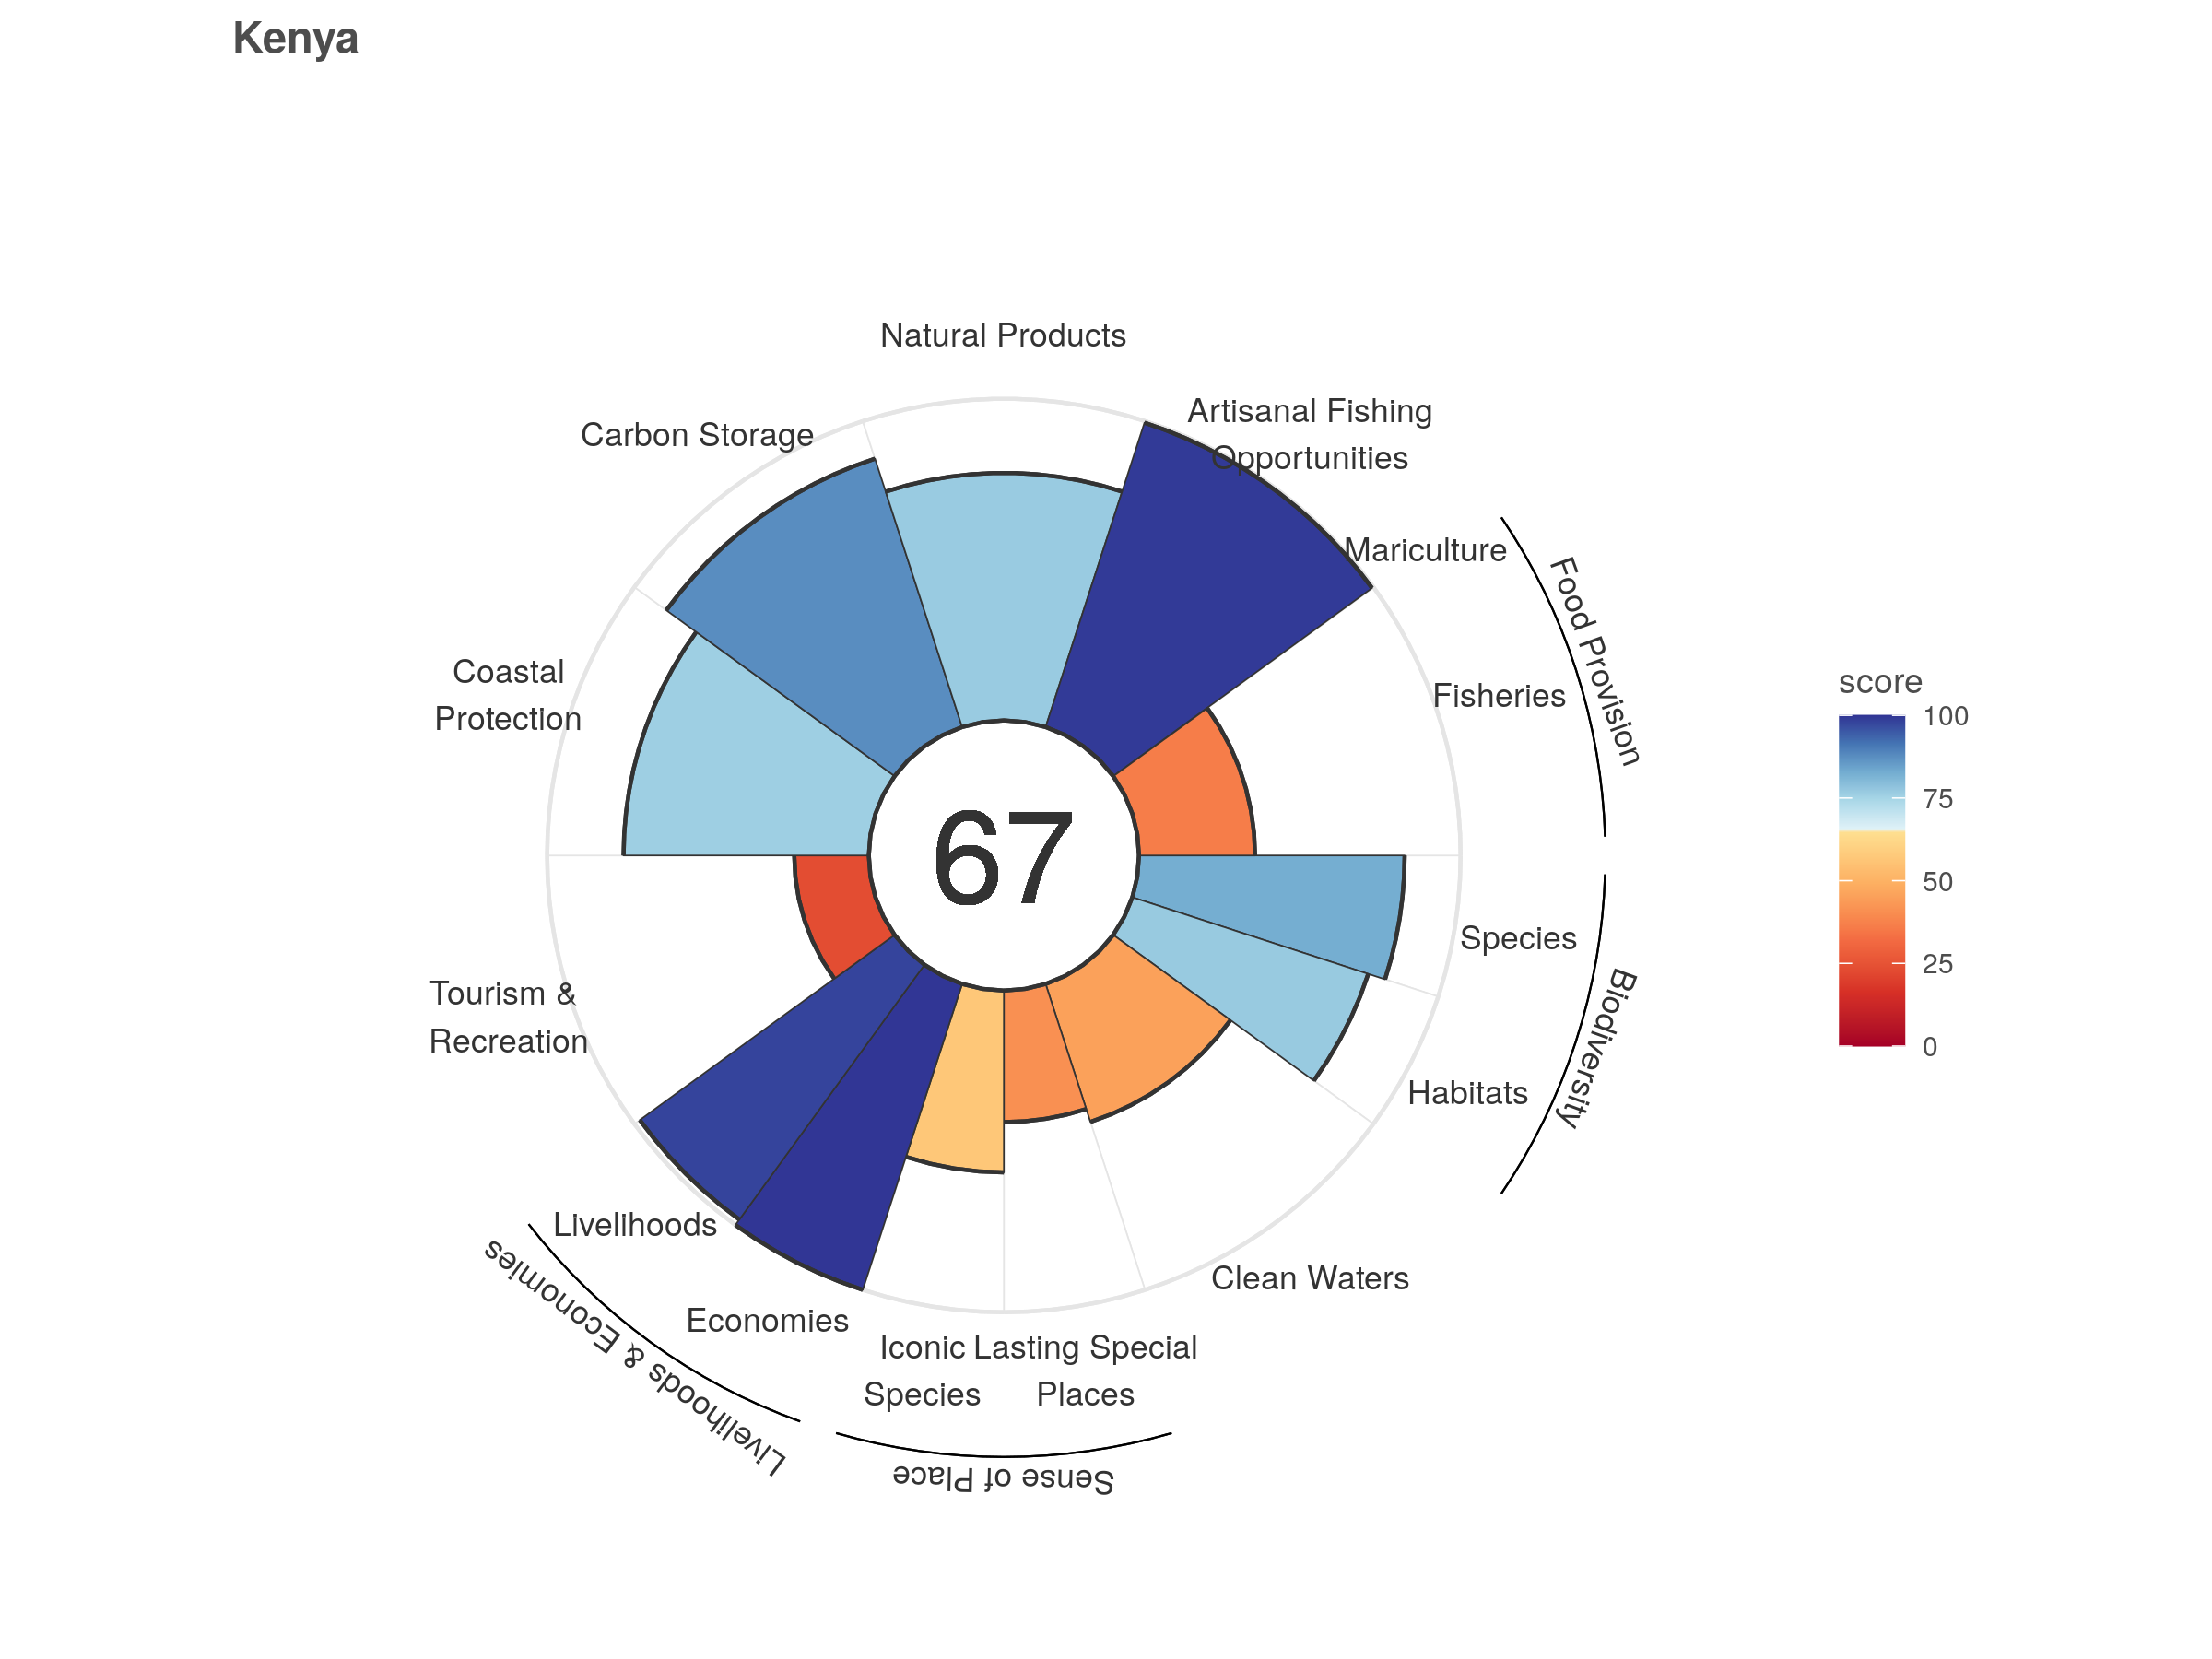 Kenya
Natural Products
Artisanal Fishing
Opportunities
Carbon Storage
Mariculture
Food Provision
Fisheries
Coastal
Protection
67
score
100
75
50
25
0
Species
Biodiversity
Habitats
Tourism &
Recreation
Livelihoods
Clean Waters
Economies
Livelihoods & Economies
Iconic
Species
Lasting Special
Places
Sense of Place